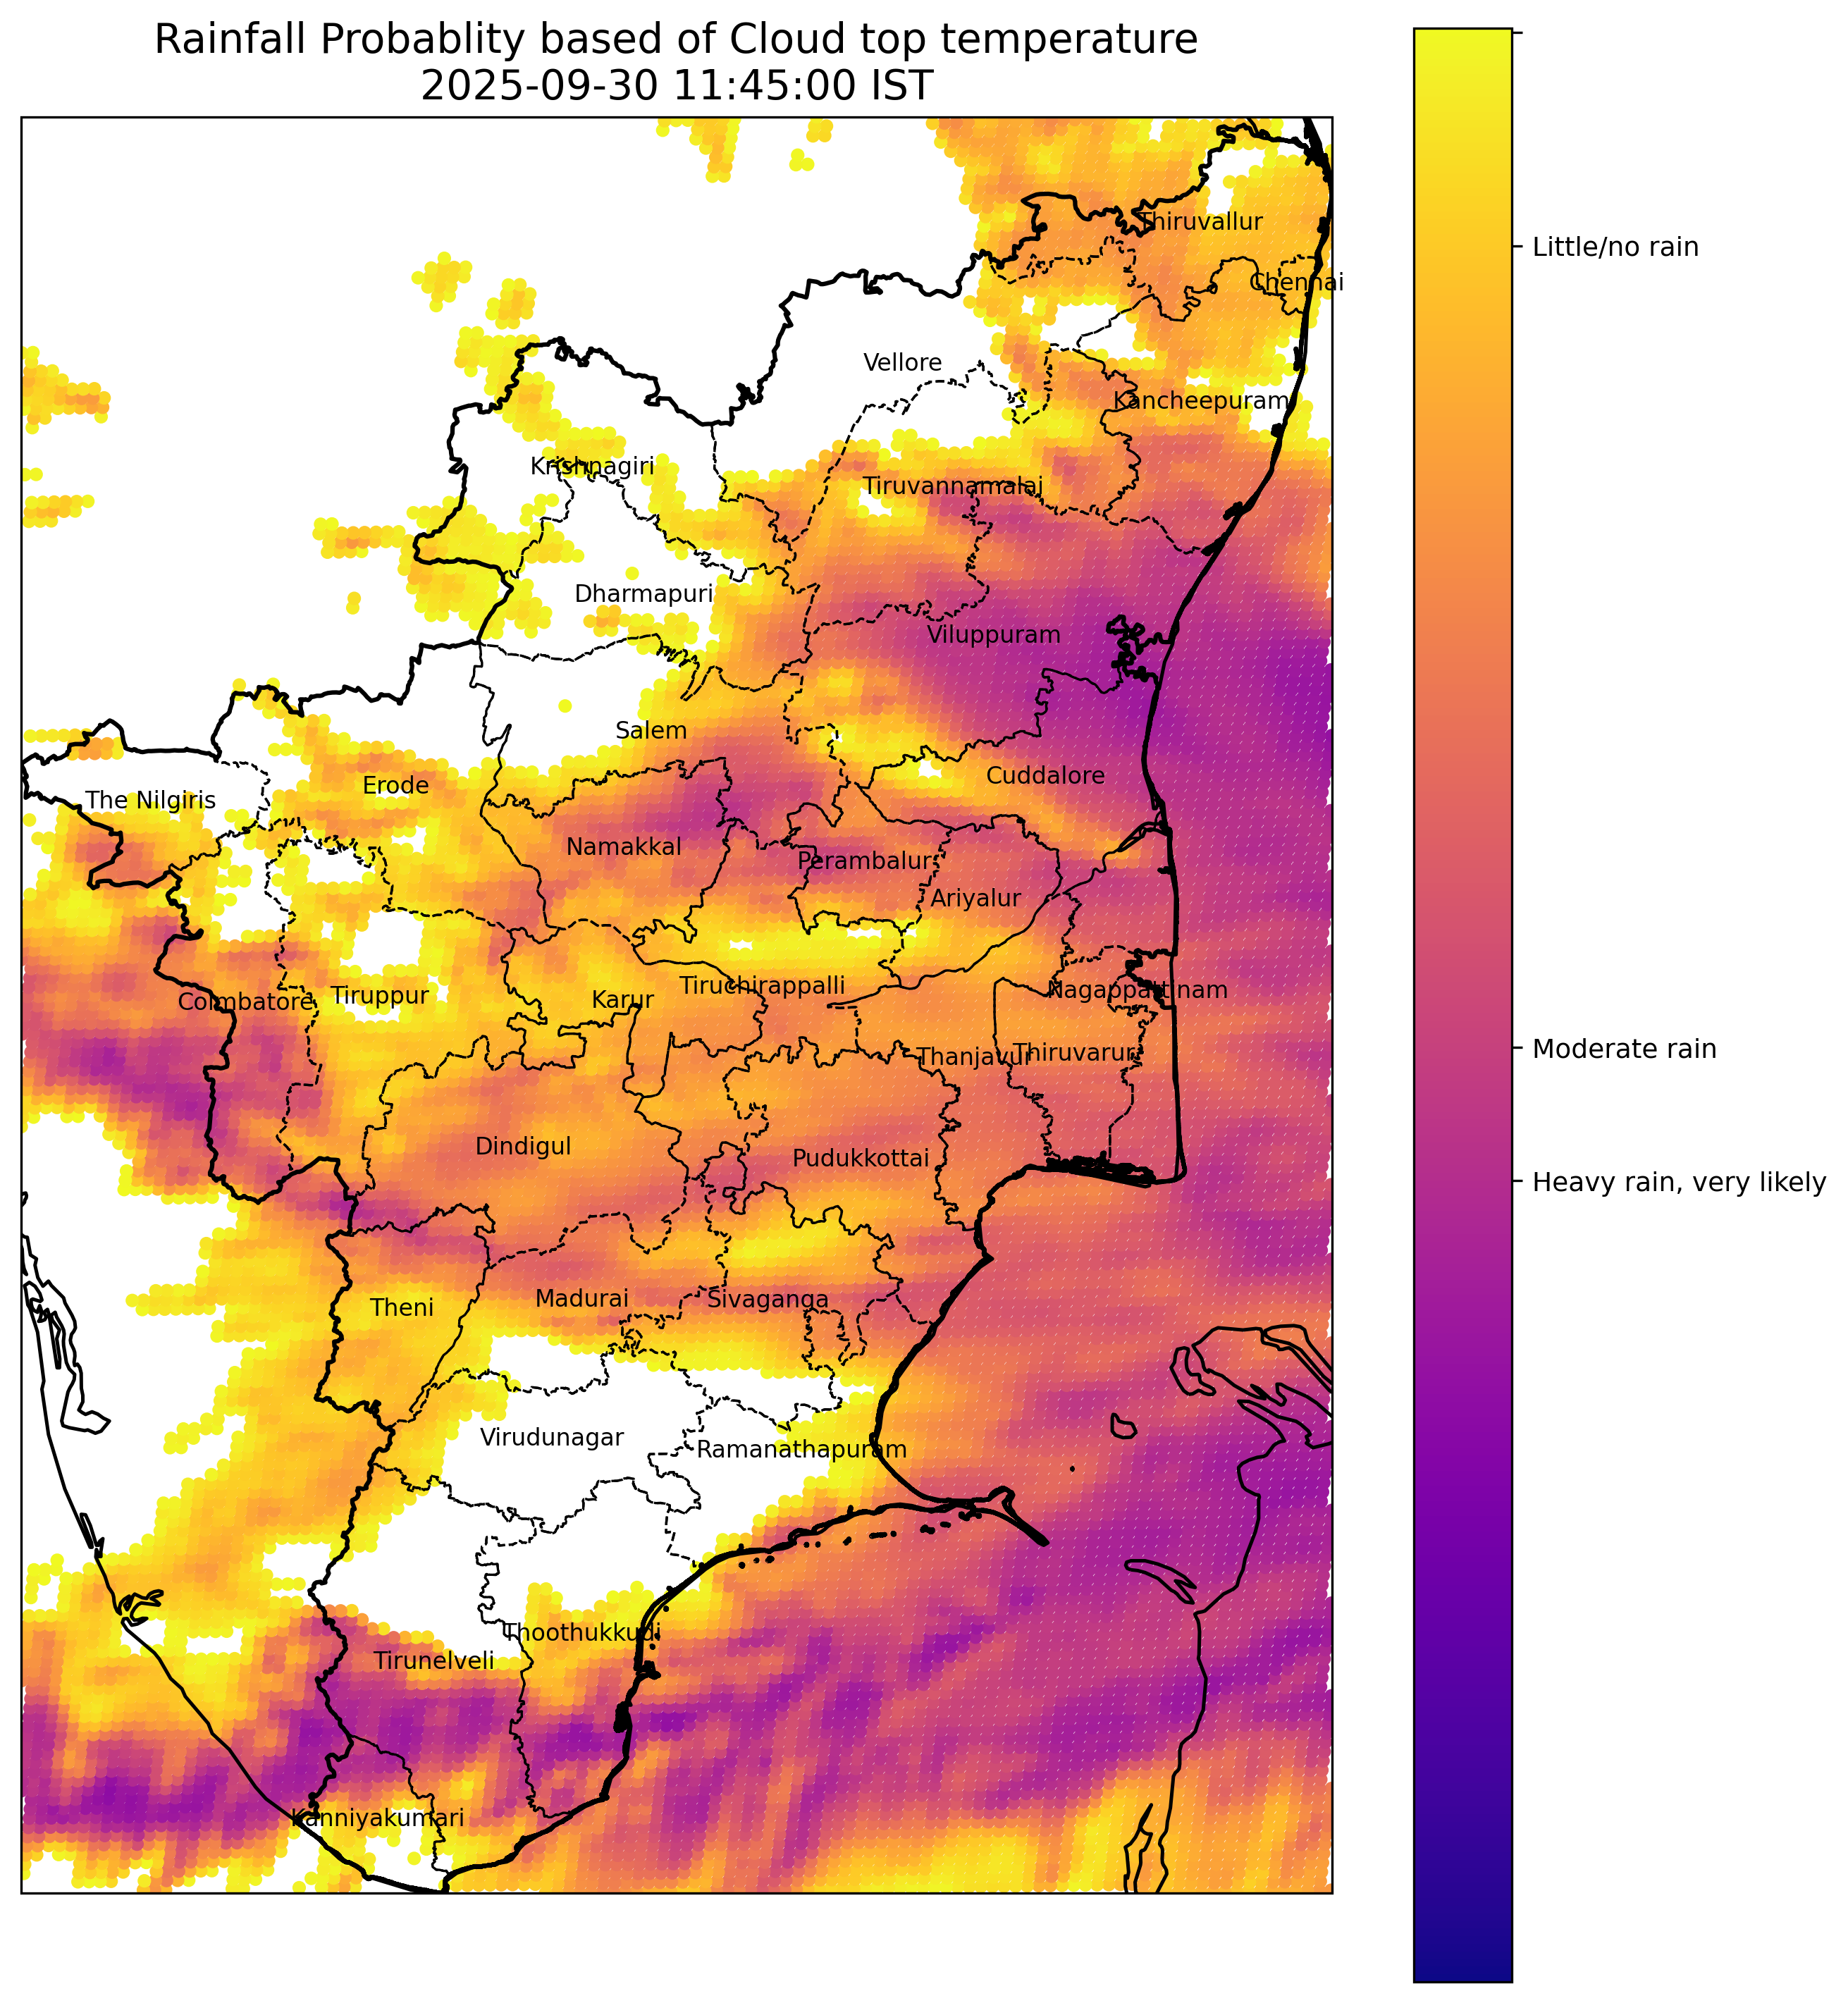 Rainfall Probablity based of Cloud top temperature
2025-09-30 11:45:00 IST
Thiruvallur
Little/no rain
Chennai
Vellore
Kancheepuram
Krishnagiri
Tiruvannamalai
Dharmapuri
Viluppuram
Salem
Cuddalore
Erode
The Nilgiris
Namakkal
Perambalur
Ariyalur
Tiruchirappalli
Nagappattinam
Tiruppur
Karur
Coimbatore
Moderate rain
Thiruvarur
Thanjavur
Dindigul
Pudukkottai
Heavy rain, very likely
Madurai
Sivaganga
Theni
Virudunagar
Ramanathapuram
Thoothukkudi
Tirunelveli
Kanniyakumari